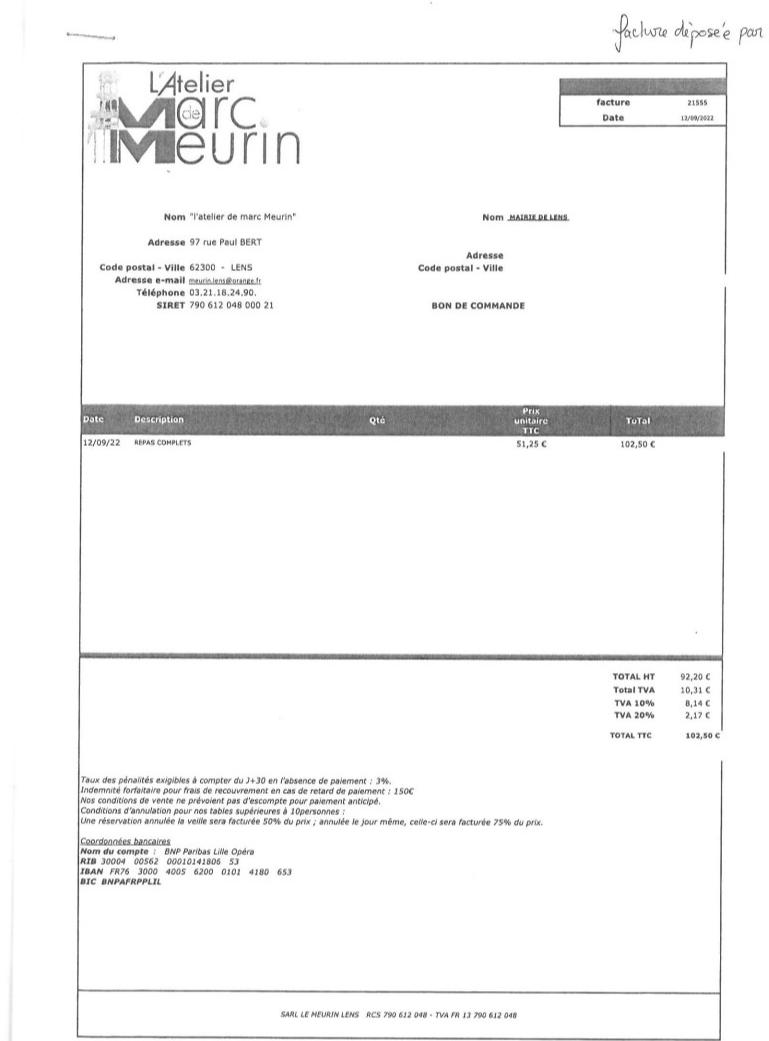 facture déposée par
L'Atelier
de
Marc
Meurin
facture 21555
Date 12/09/2022
Nom "l'atelier de marc Meurin"
Nom MAIRIE DE LENS
Adresse 97 rue Paul BERT
Adresse
Code postal - Ville 62300 - LENS
Code postal - Ville
Adresse e-mail meurin.lens@orange.fr
Téléphone 03.21.18.24.90.
SIRET 790 612 048 000 21
BON DE COMMANDE
Date Description Qté Prix unitaire TTC ToTal
12/09/22 REPAS COMPLETS 51,25 € 102,50 €
TOTAL HT 92,20 €
Total TVA 10,31 €
TVA 10% 8,14 €
TVA 20% 2,17 €
TOTAL TTC 102,50 €
Taux des pénalités exigibles à compter du J+30 en l'absence de paiement : 3%.
Indemnité forfaitaire pour frais de recouvrement en cas de retard de paiement : 150€
Nos conditions de vente ne prévoient pas d'escompte pour paiement anticipé.
Conditions d'annulation pour nos tables supérieures à 10personnes :
Une réservation annulée la veille sera facturée 50% du prix ; annulée le jour même, celle-ci sera facturée 75% du prix.
Coordonnées bancaires
Nom du compte : BNP Paribas Lille Opéra
RIB 30004 00562 00010141806 53
IBAN FR76 3000 4005 6200 0101 4180 653
BIC BNPAFRPPLIL
SARL LE MEURIN LENS RCS 790 612 048 - TVA FR 13 790 612 048